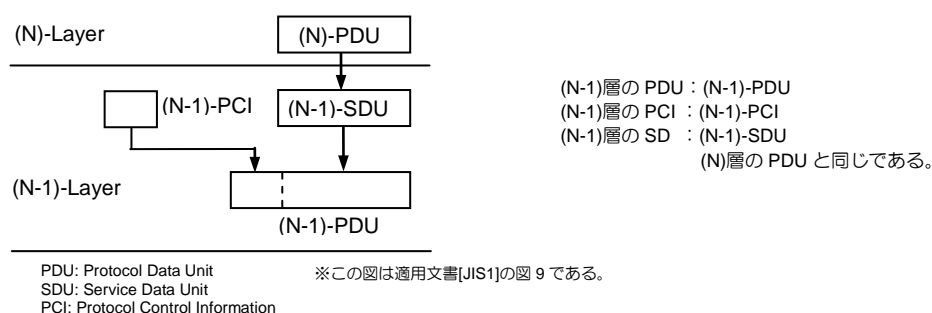 (N)-Layer
(N)-PDU
(N-1)-PCI
(N-1)-SDU
(N-1)-Layer
(N-1)-PDU
(N-1)層の PDU：(N-1)-PDU
(N-1)層の PCI ：(N-1)-PCI
(N-1)層の SD ：(N-1)-SDU
(N)層の PDU と同じである。
PDU: Protocol Data Unit
SDU: Service Data Unit
PCI: Protocol Control Information
※この図は適用文書[JIS1]の図 9 である。